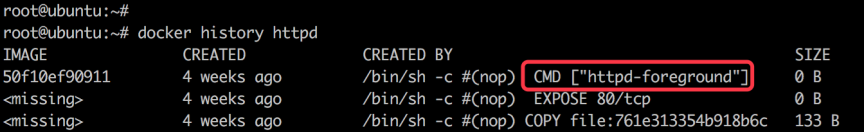 root@ubuntu:~#
root@ubuntu:~# docker history httpd
IMAGE CREATED CREATED BY SIZE
50f10ef90911 4 weeks ago /bin/sh -c #(nop) CMD ["httpd-foreground"] 0 B
<missing> 4 weeks ago /bin/sh -c #(nop) EXPOSE 80/tcp 0 B
<missing> 4 weeks ago /bin/sh -c #(nop) COPY file:761e313354b918b6c 133 B